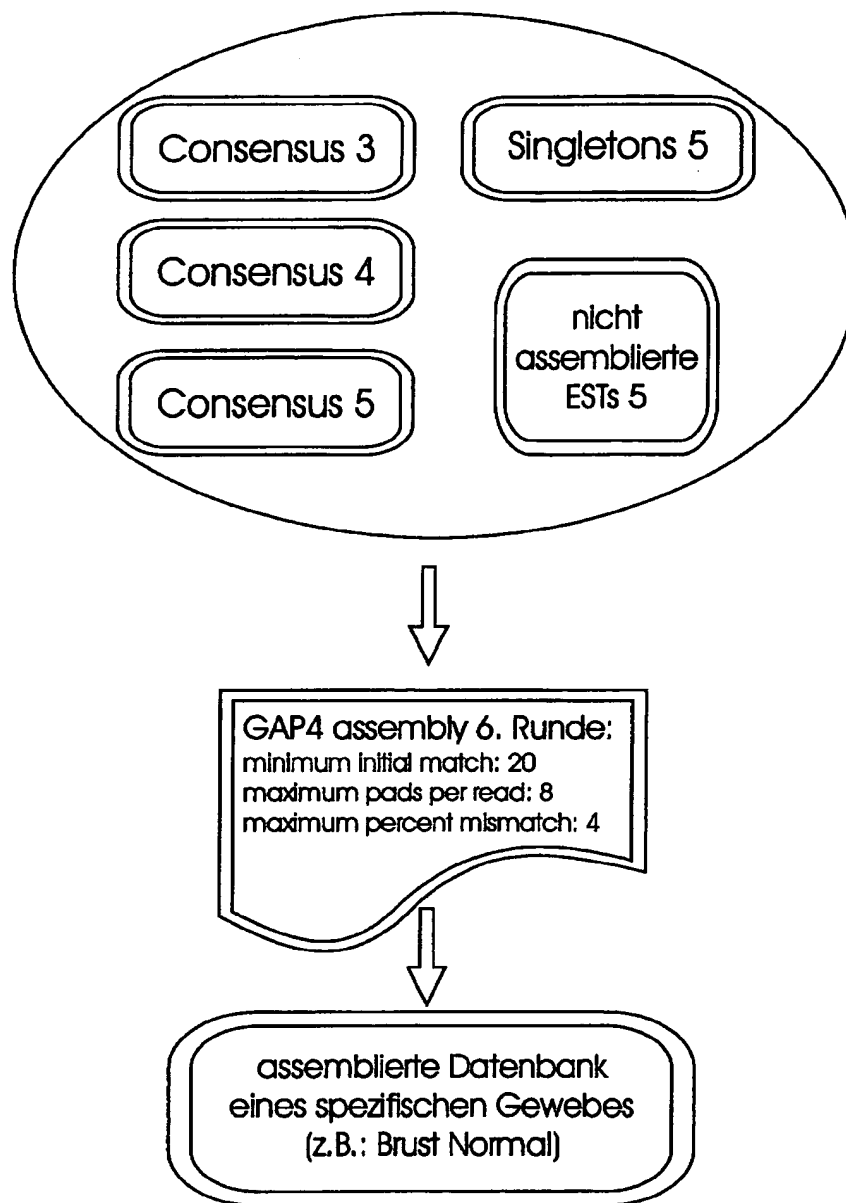 Consensus 3
Singletons 5
Consensus 4
nicht
assemblierte
ESTs 5
Consensus 5
GAP4 assembly 6. Runde:
minimum initial match: 20
maximum pads per read: 8
maximum percent mismatch: 4
assemblierte Datenbank
eines spezifischen Gewebes
(z.B.: Brust Normal)